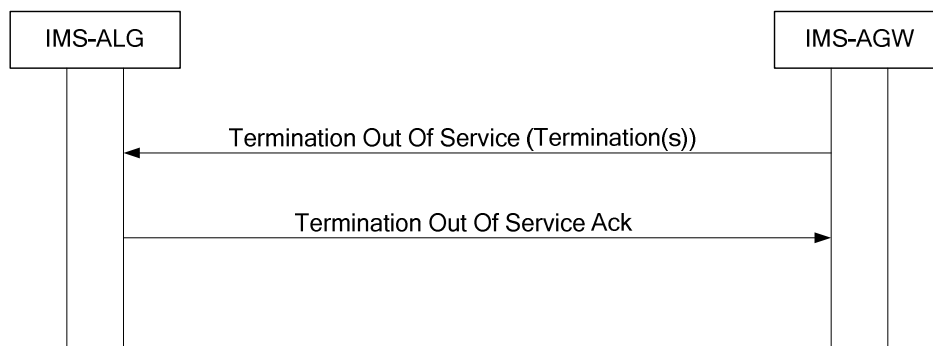 IMS-ALG
IMS-AGW
Termination Out Of Service (Termination(s))
Termination Out Of Service Ack